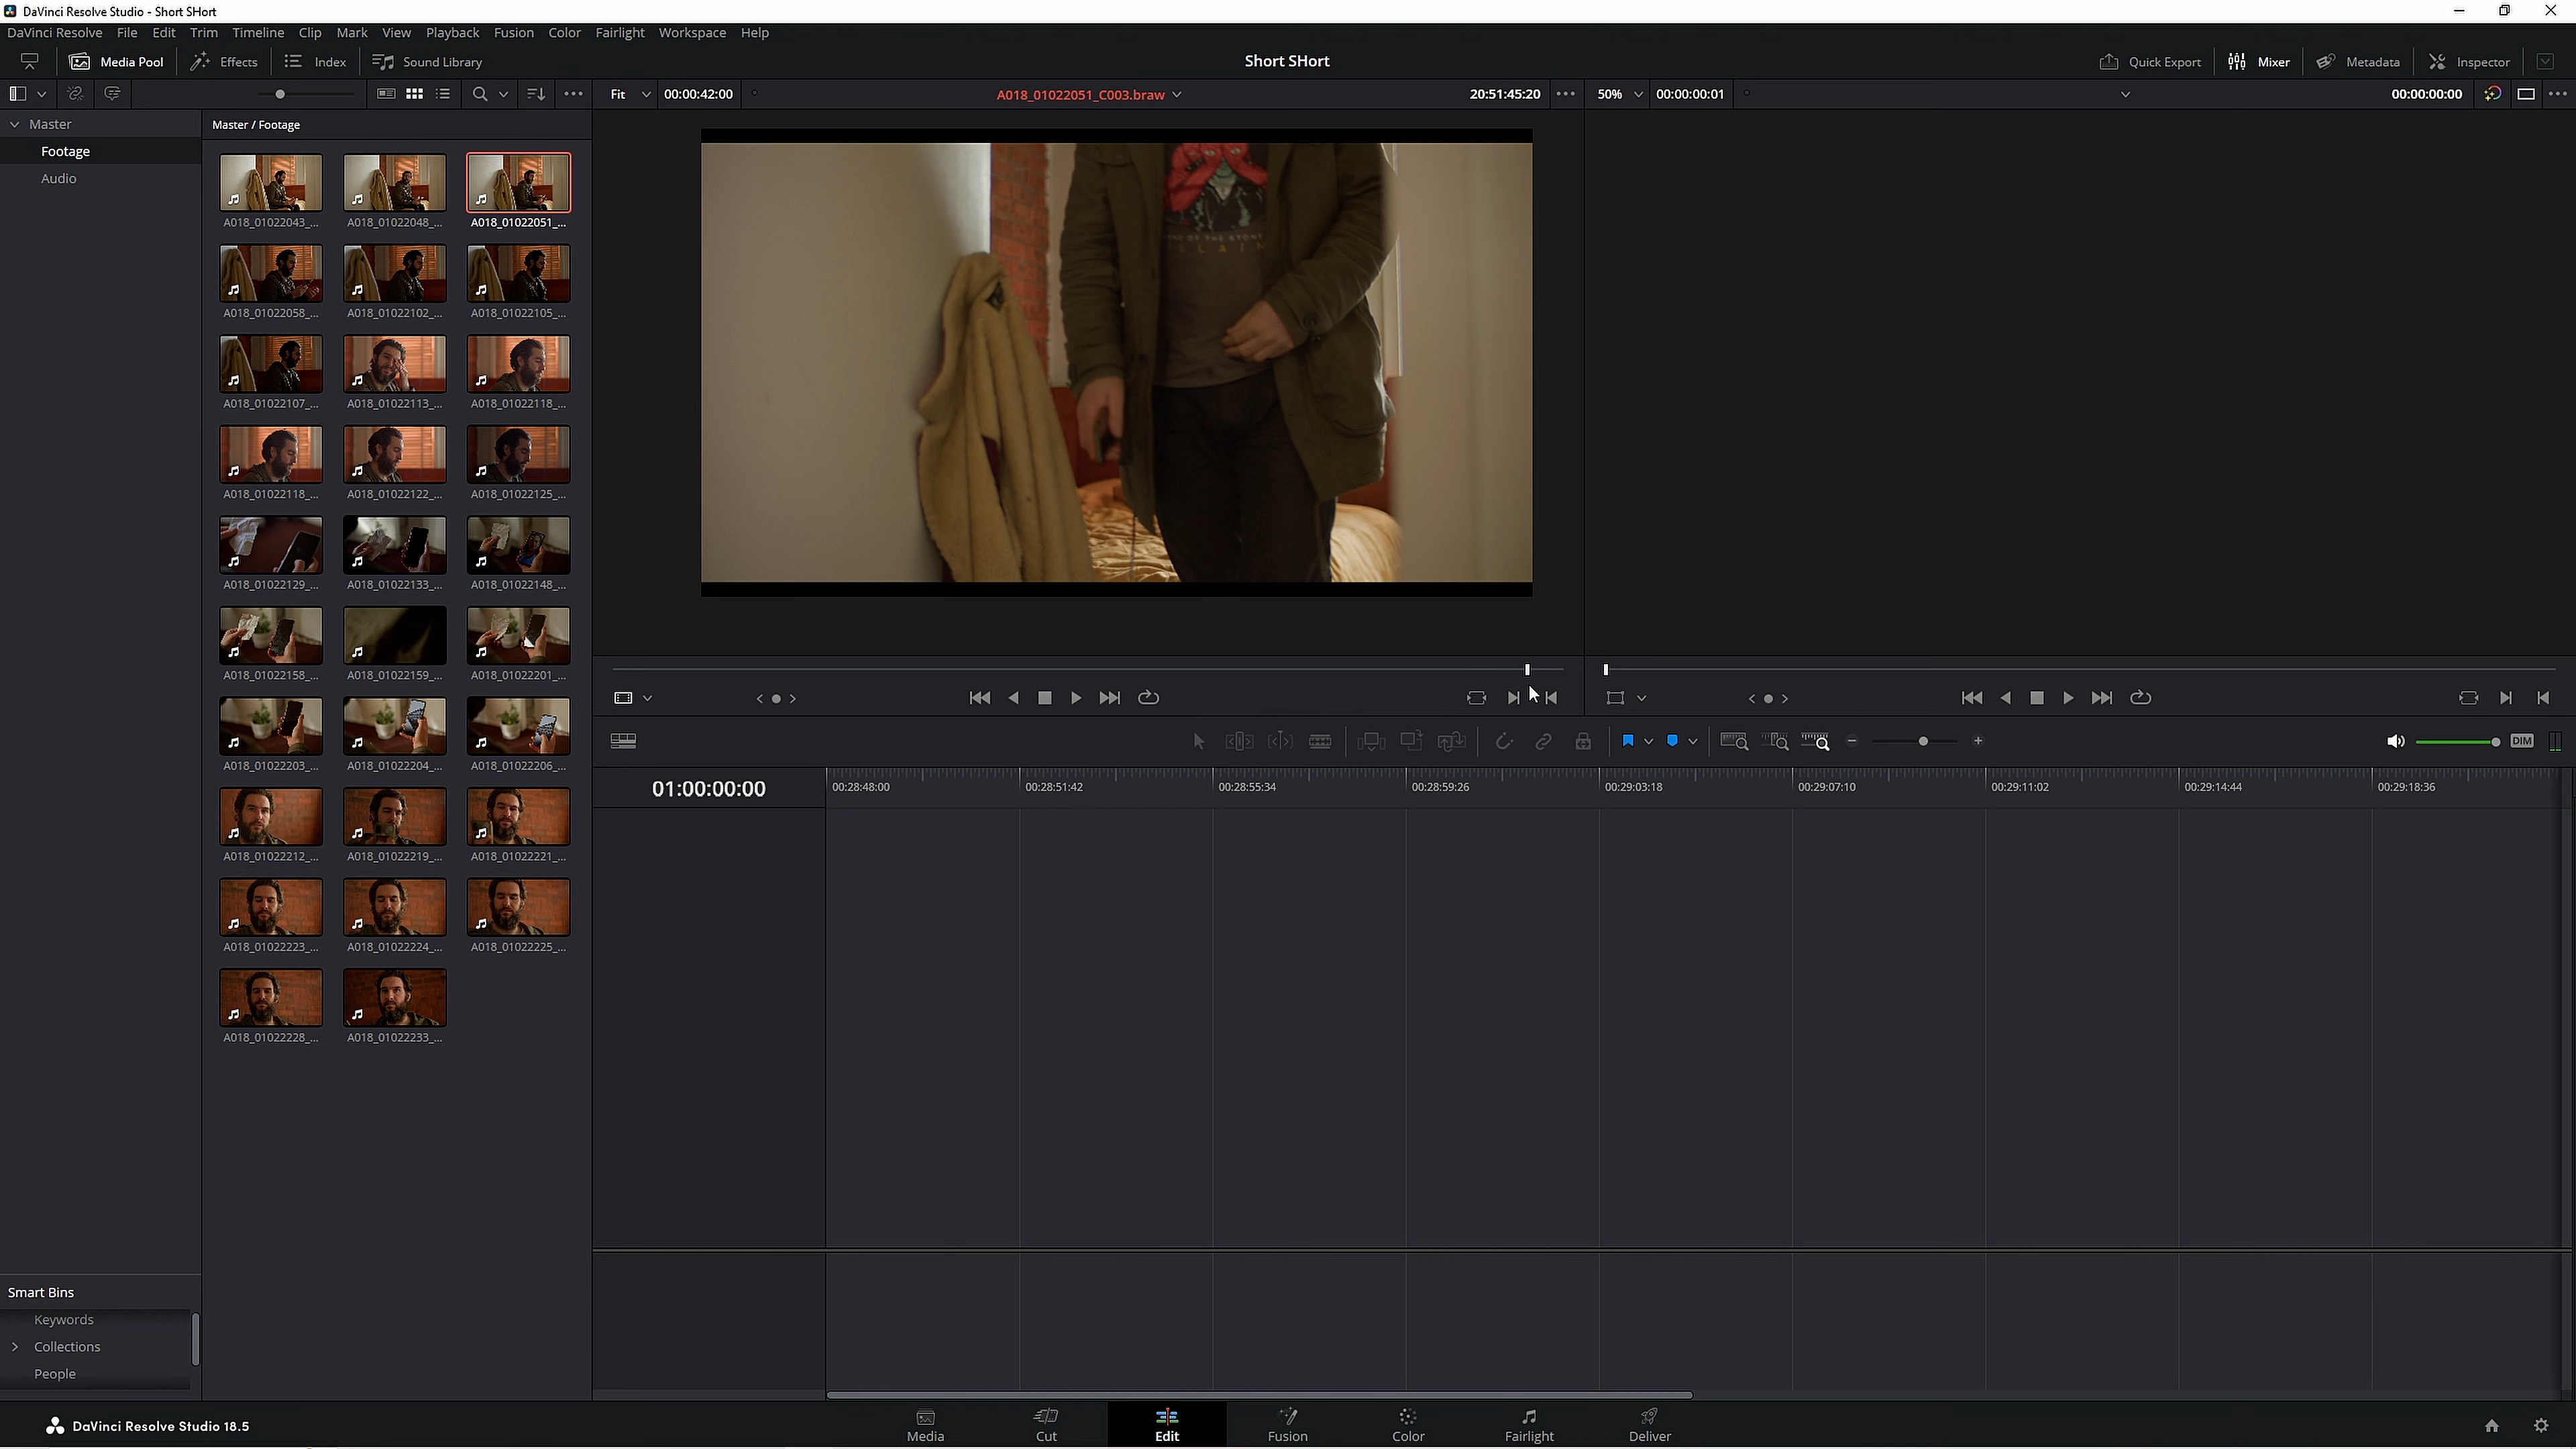 DaVinci Resolve Studio - Short SHort
DaVinci Resolve File Edit Trim Timeline Clip Mark View Playback Fusion Color Fairlight Workspace Help
Media Pool Effects Index Sound Library Short SHort Quick Export Mixer Metadata Inspector
Fit 00:00:42:00 A018_01022051_C003.braw 20:51:45:20 50% 00:00:00:01 00:00:00:00
Master
Footage
Audio
Master / Footage
A018_01022043_... A018_01022048_... A018_01022051_...
A018_01022058_... A018_01022102_... A018_01022105_...
A018_01022107_... A018_01022113_... A018_01022118_...
A018_01022118_... A018_01022122_... A018_01022125_...
A018_01022129_... A018_01022133_... A018_01022148_...
A018_01022158_... A018_01022159_... A018_01022201_...
A018_01022203_... A018_01022204_... A018_01022206_...
A018_01022212_... A018_01022219_... A018_01022221_...
A018_01022223_... A018_01022224_... A018_01022225_...
A018_01022228_... A018_01022233_...
DIM
01:00:00:00 00:28:48:00 00:28:51:42 00:28:55:34 00:28:59:26 00:29:03:18 00:29:07:10 00:29:11:02 00:29:14:44 00:29:18:36
Smart Bins
Keywords
Collections
People
DaVinci Resolve Studio 18.5
Media Cut Edit Fusion Color Fairlight Deliver